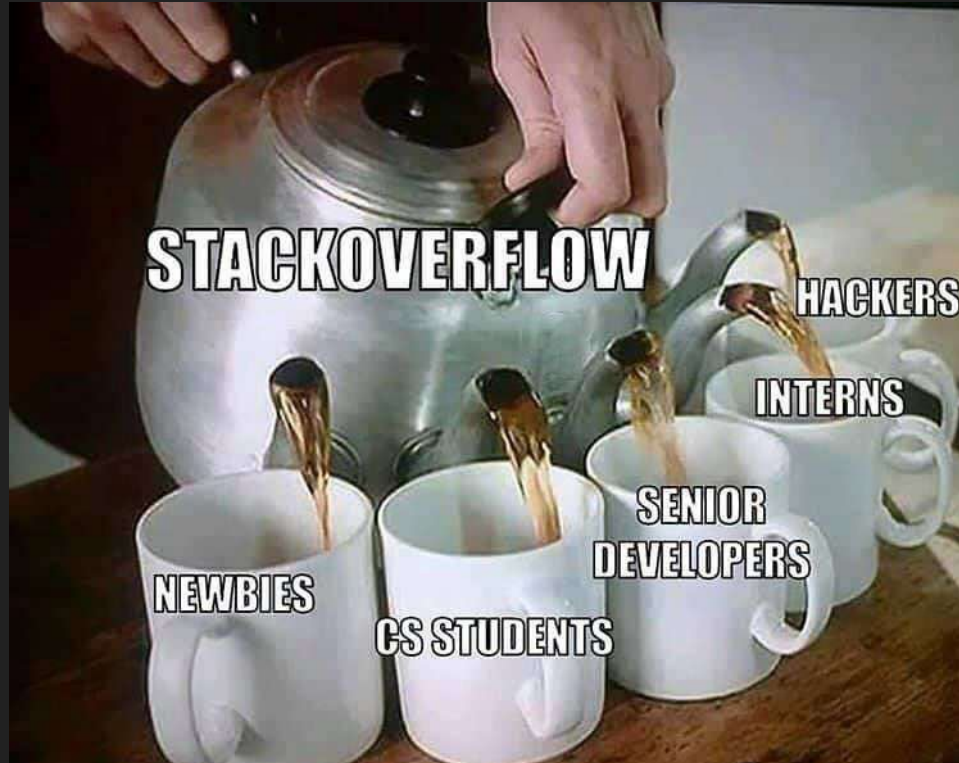 STACKOVERFLOW
HACKERS
INTERNS
SENIOR
DEVELOPERS
NEWBIES
CS STUDENTS